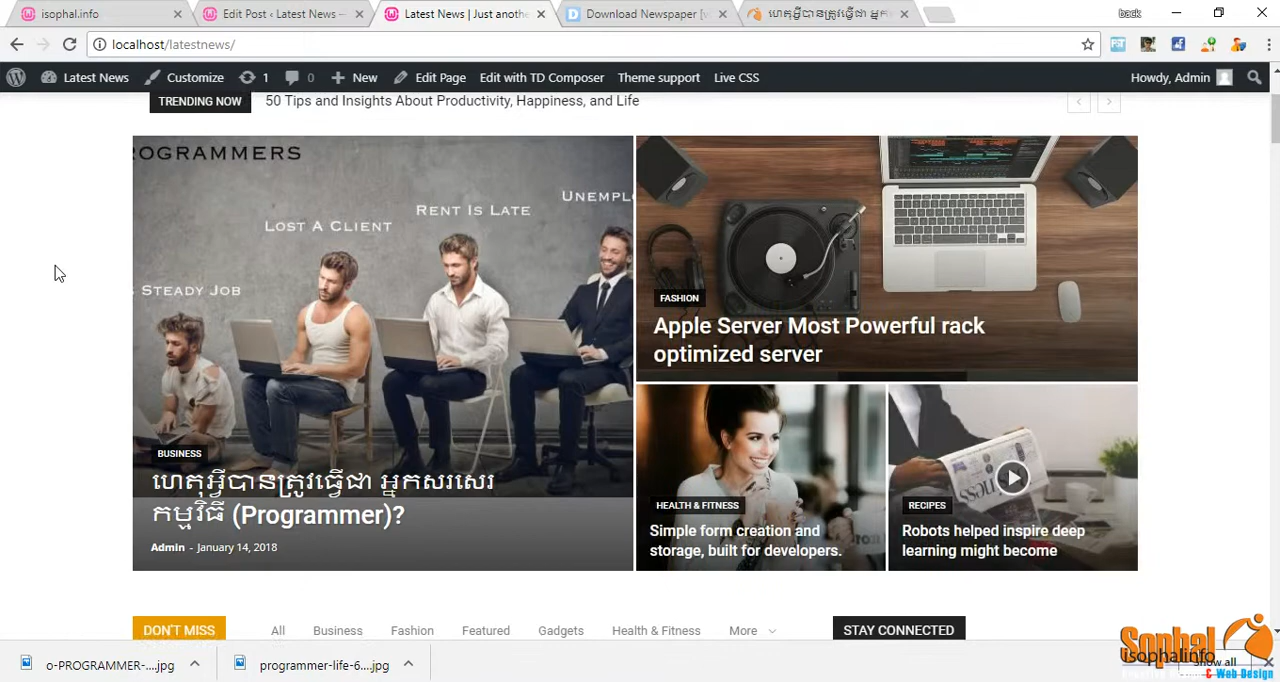 isophal.info
Edit Post ‹ Latest News —
Latest News | Just anothe
Download Newspaper [v
ហេតុអ្វីបានត្រូវធ្វើជា អ្នក
back
localhost/latestnews/
Latest News
Customize
1
0
New
Edit Page
Edit with TD Composer
Theme support
Live CSS
Howdy, Admin
TRENDING NOW
50 Tips and Insights About Productivity, Happiness, and Life
ROGRAMMERS
UNEMPL
RENT IS LATE
LOST A CLIENT
STEADY JOB
BUSINESS
ហេតុអ្វីបានត្រូវធ្វើជា អ្នកសរសេរ
កម្មវិធី (Programmer)?
Admin - January 14, 2018
FASHION
Apple Server Most Powerful rack
optimized server
HEALTH & FITNESS
Simple form creation and
storage, built for developers.
RECIPES
Robots helped inspire deep
learning might become
DON'T MISS
All
Business
Fashion
Featured
Gadgets
Health & Fitness
More
STAY CONNECTED
o-PROGRAMMER-....jpg
programmer-life-6....jpg
Show all
Sophal
isophalinfo
& Web Design